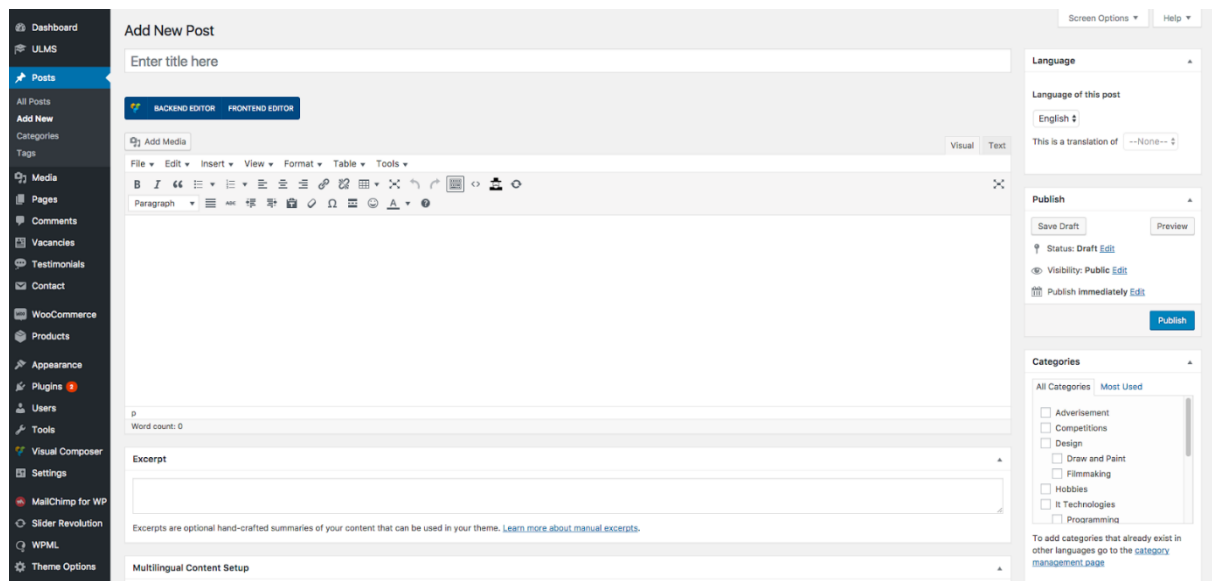 Dashboard
ULMS
Posts
All Posts
Add New
Categories
Tags
Media
Pages
Comments
Vacancies
Testimonials
Contact
WooCommerce
Products
Appearance
Plugins 2
Users
Tools
Visual Composer
Settings
MailChimp for WP
Slider Revolution
WPML
Theme Options
Screen Options Help
Add New Post
Enter title here
BACKEND EDITOR FRONTEND EDITOR
Add Media
Visual Text
File Edit Insert View Format Table Tools
B I
Paragraph ABC Ω A
p
Word count: 0
Excerpt
Excerpts are optional hand-crafted summaries of your content that can be used in your theme. Learn more about manual excerpts.
Multilingual Content Setup
Language
Language of this post
English
This is a translation of --None--
Publish
Save Draft Preview
Status: Draft Edit
Visibility: Public Edit
Publish immediately Edit
Publish
Categories
All Categories Most Used
Adverisement
Competitions
Design
Draw and Paint
Filmmaking
Hobbies
It Technologies
Programming
To add categories that already exist in
other languages go to the category
management page